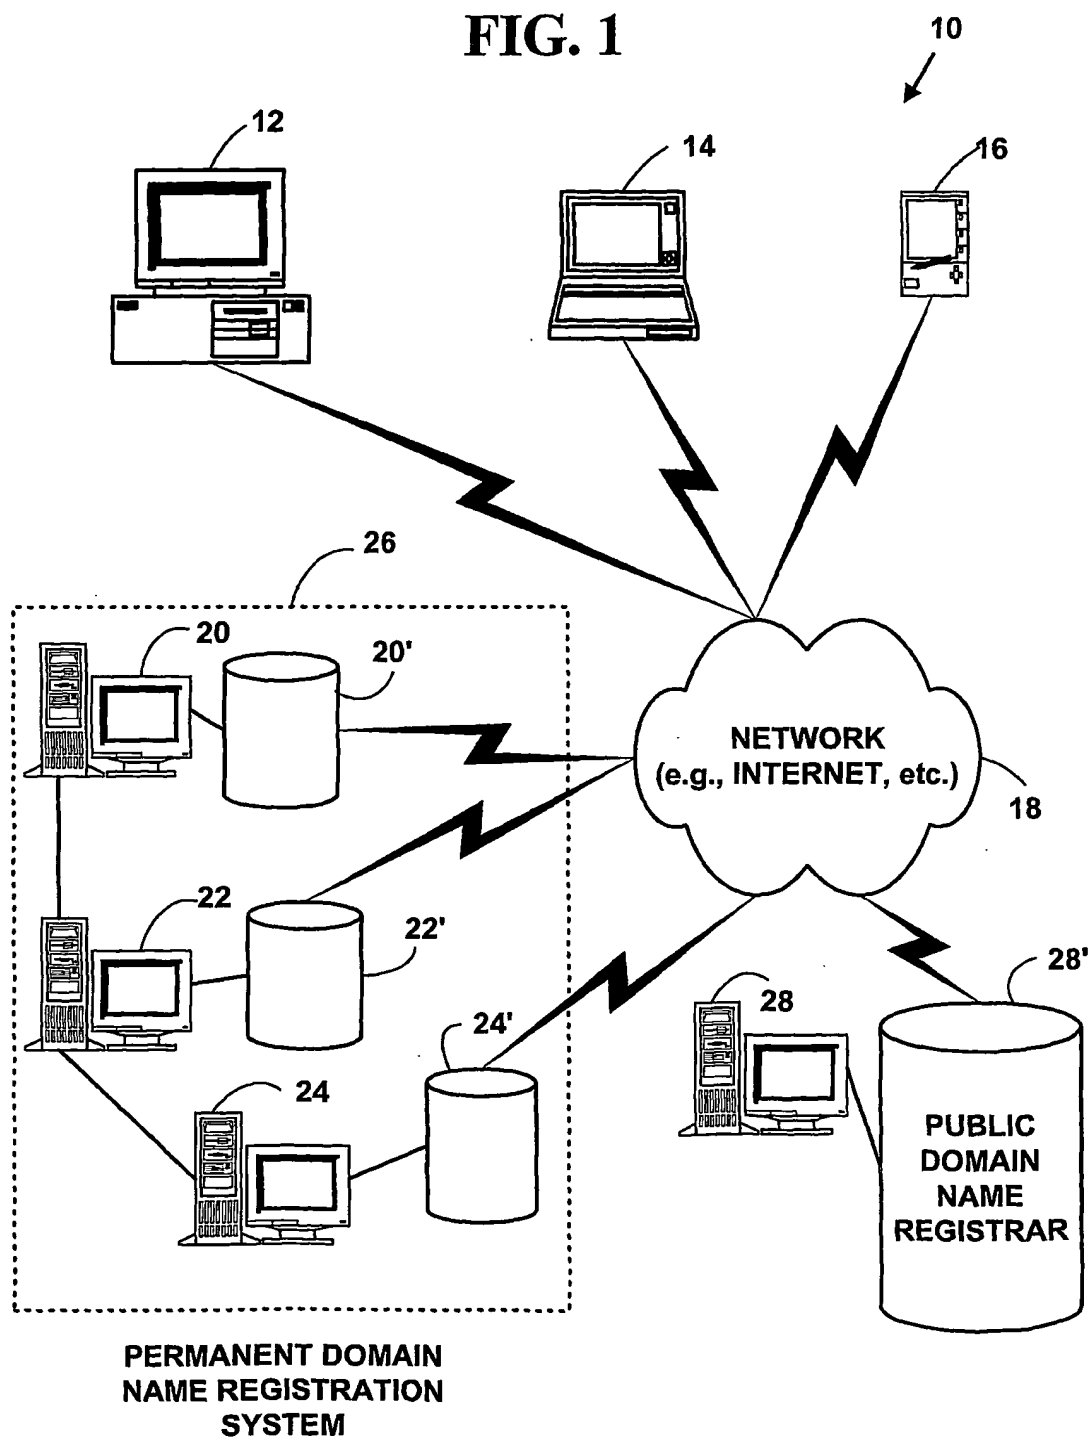 FIG. 1
10
12
14
16
26
20
20'
NETWORK
(e.g., INTERNET, etc.)
18
22
22'
28'
28
24'
24
PUBLIC
DOMAIN
NAME
REGISTRAR
PERMANENT DOMAIN
NAME REGISTRATION
SYSTEM